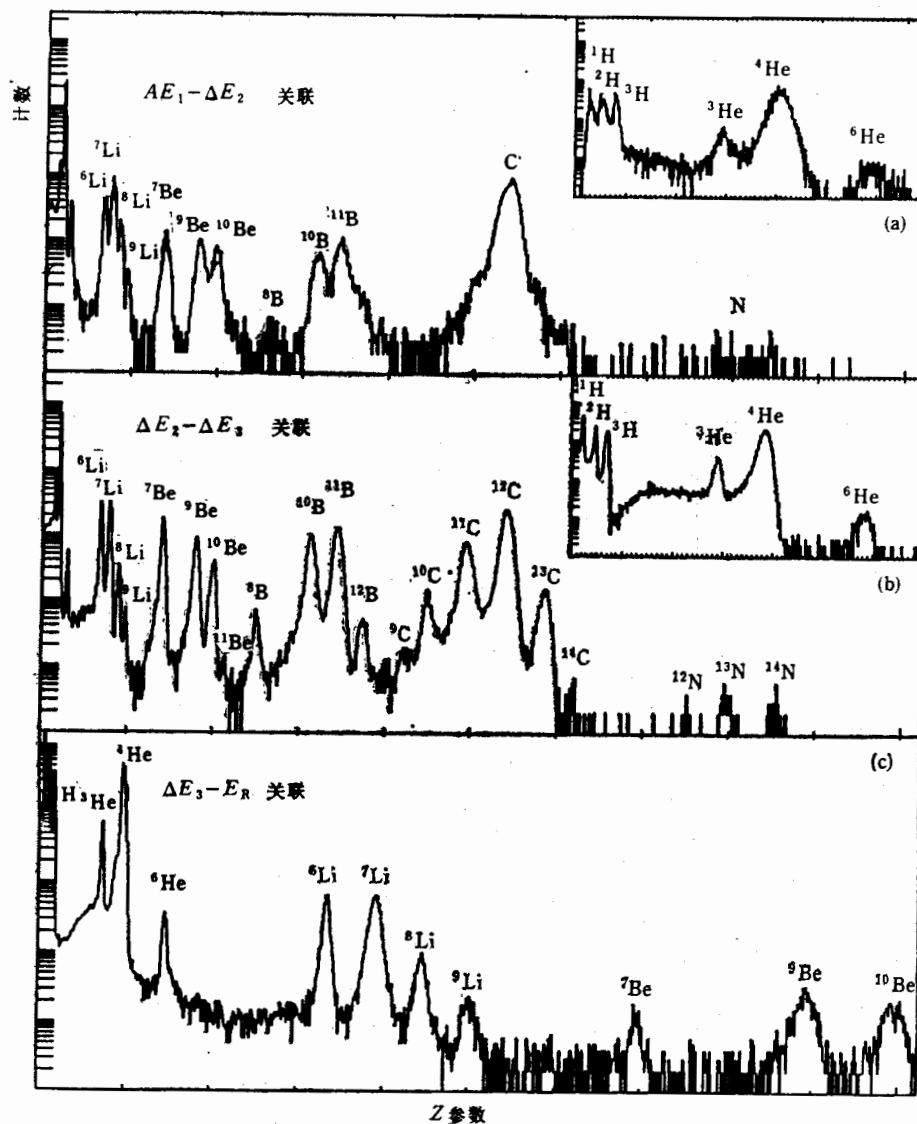 计数
AE₁−ΔE₂ 关联
⁷Li
⁶Li
⁸Li
⁹Li
⁷Be
⁹Be
¹⁰Be
⁸B
¹⁰B
¹¹B
C
N
¹H
²H
³H
³He
⁴He
⁶He
(a)
ΔE₂−ΔE₃ 关联
⁶Li
⁷Li
⁸Li
⁹Li
⁷Be
⁹Be
¹⁰Be
¹¹Be
⁸B
¹⁰B
¹¹B
¹²B
⁹C
¹⁰C
¹¹C
¹²C
¹³C
¹⁴C
¹²N
¹³N
¹⁴N
¹H
²H
³H
³He
⁴He
⁶He
(b)
(c)
ΔE₃−E_R 关联
H
³He
⁴He
⁶He
⁶Li
⁷Li
⁸Li
⁹Li
⁷Be
⁹Be
¹⁰Be
Z 参数